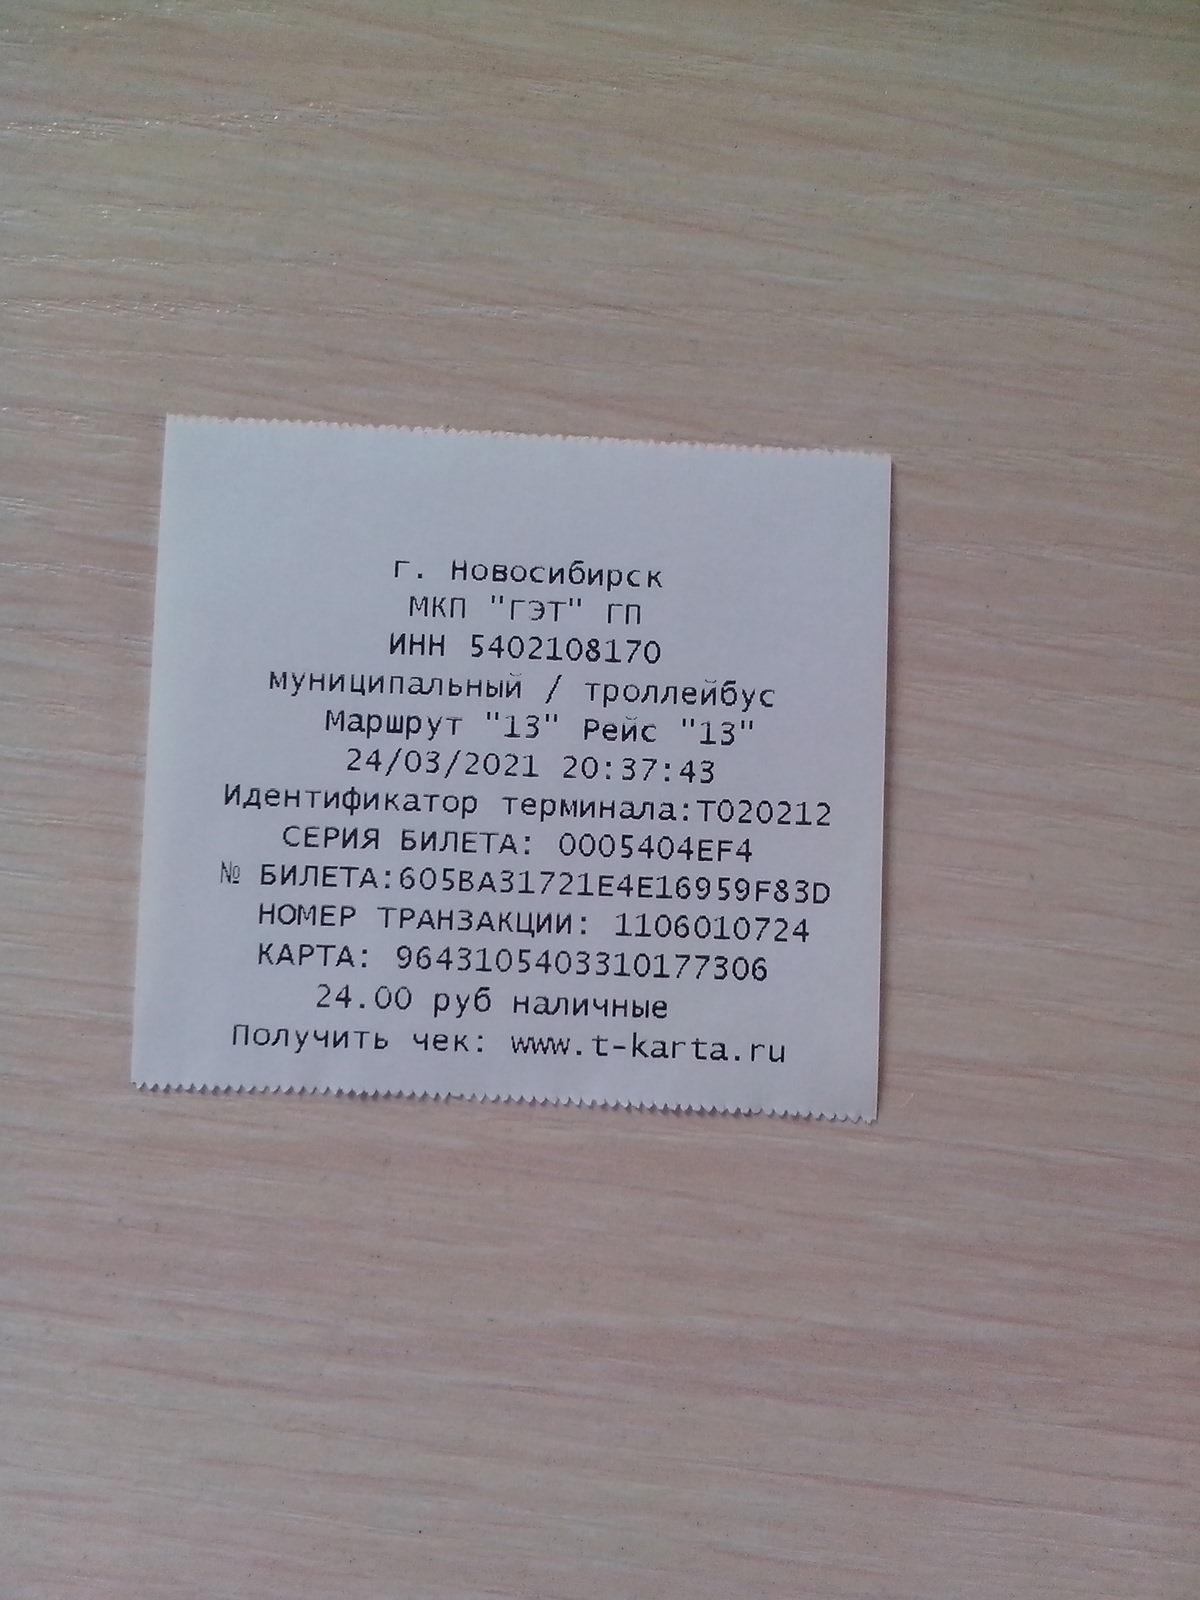 г. Новосибирск
МКП "ГЭТ" ГП
ИНН 5402108170
муниципальный / троллейбус
Маршрут "13" Рейс "13"
24/03/2021 20:37:43
Идентификатор терминала:T020212
СЕРИЯ БИЛЕТА: 0005404EF4
№ БИЛЕТА:605BA31721E4E16959F83D
НОМЕР ТРАНЗАКЦИИ: 1106010724
КАРТА: 9643105403310177306
24.00 руб наличные
Получить чек: www.t-karta.ru